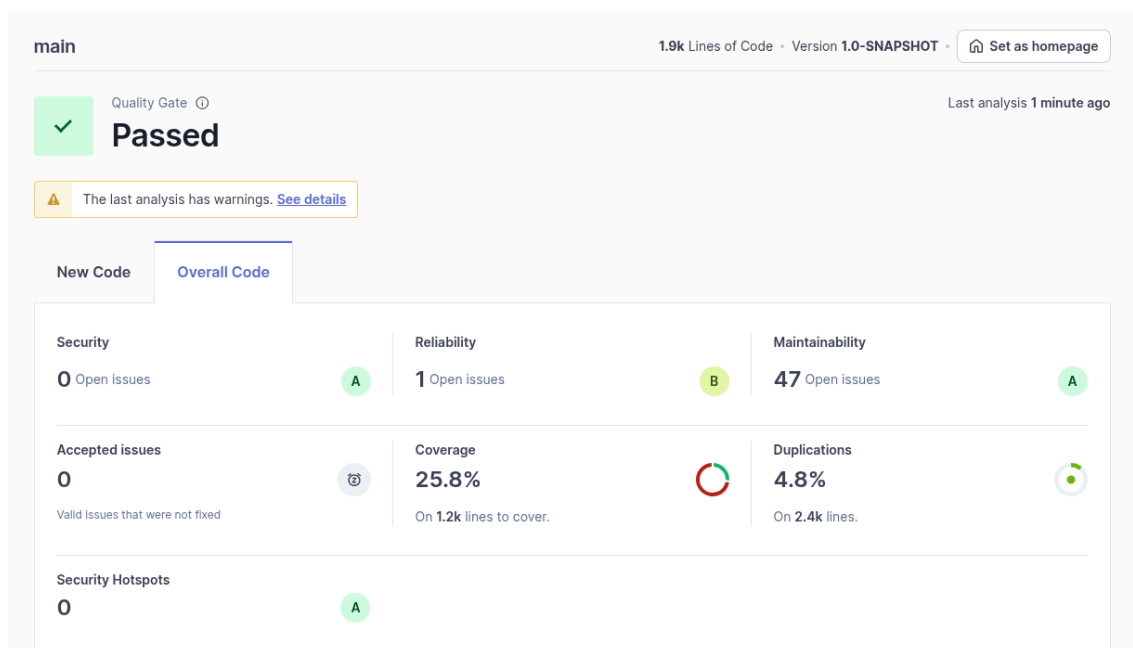 main
1.9k Lines of Code • Version 1.0-SNAPSHOT • Set as homepage
Quality Gate
Last analysis 1 minute ago
Passed
The last analysis has warnings. See details
New Code
Overall Code
Security
0 Open issues
A
Reliability
1 Open issues
B
Maintainability
47 Open issues
A
Accepted issues
0
Valid issues that were not fixed
Coverage
25.8%
On 1.2k lines to cover.
Duplications
4.8%
On 2.4k lines.
Security Hotspots
0
A